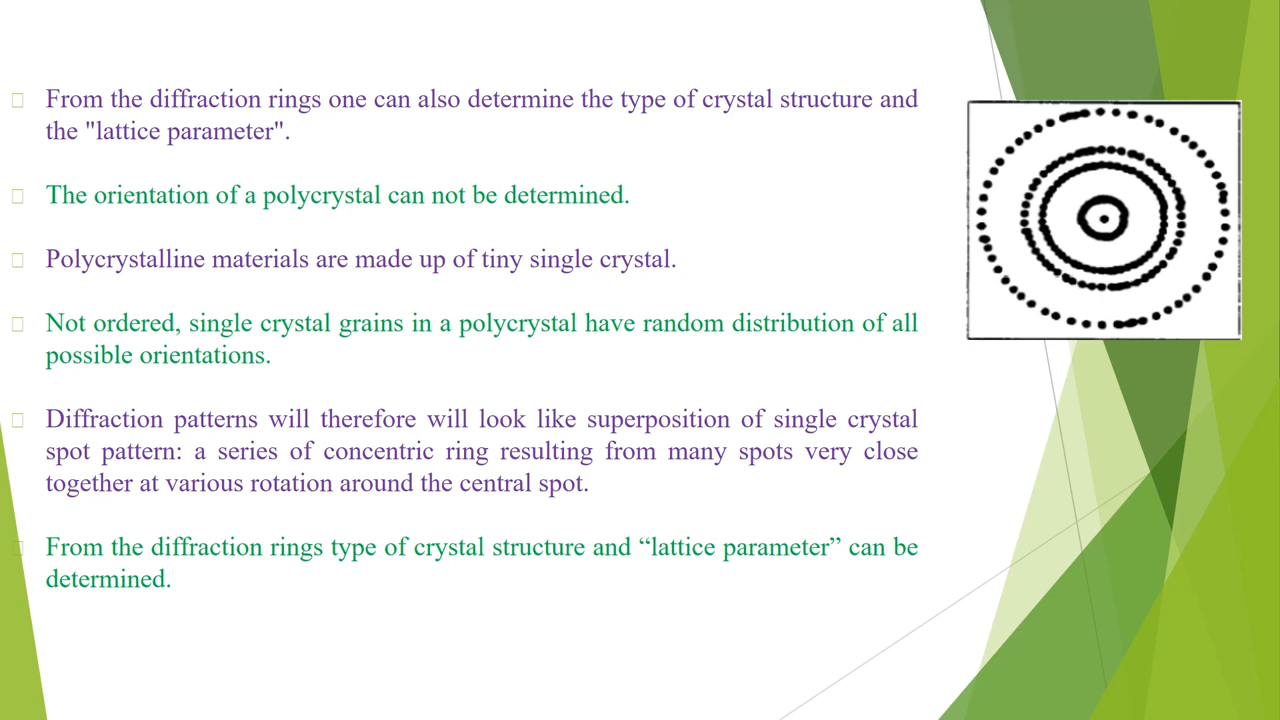 From the diffraction rings one can also determine the type of crystal structure and
the "lattice parameter".
The orientation of a polycrystal can not be determined.
Polycrystalline materials are made up of tiny single crystal.
Not ordered, single crystal grains in a polycrystal have random distribution of all
possible orientations.
Diffraction patterns will therefore will look like superposition of single crystal
spot pattern: a series of concentric ring resulting from many spots very close
together at various rotation around the central spot.
From the diffraction rings type of crystal structure and “lattice parameter” can be
determined.